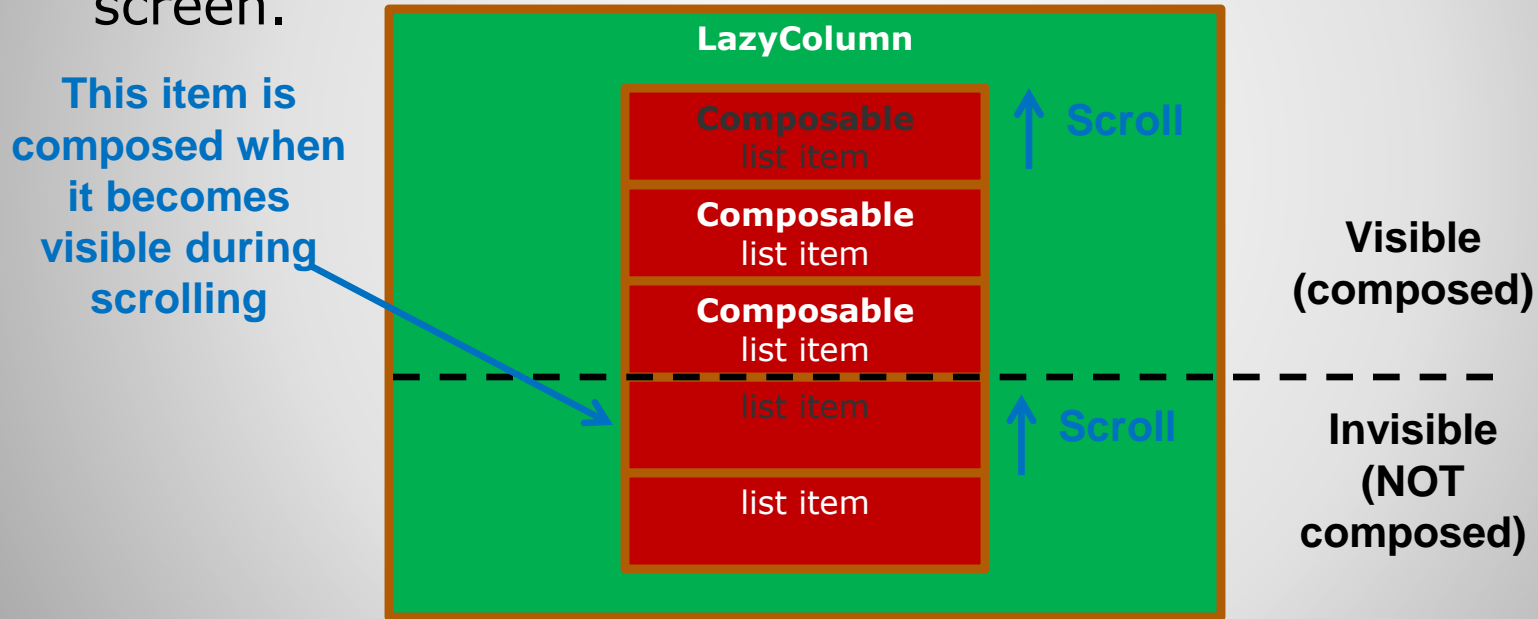 screen.
This item is
composed when
it becomes
visible during
scrolling
LazyColumn
Composable
list item
Scroll
Composable
list item
Composable
list item
Visible
(composed)
list item
Scroll
list item
Invisible
(NOT
composed)